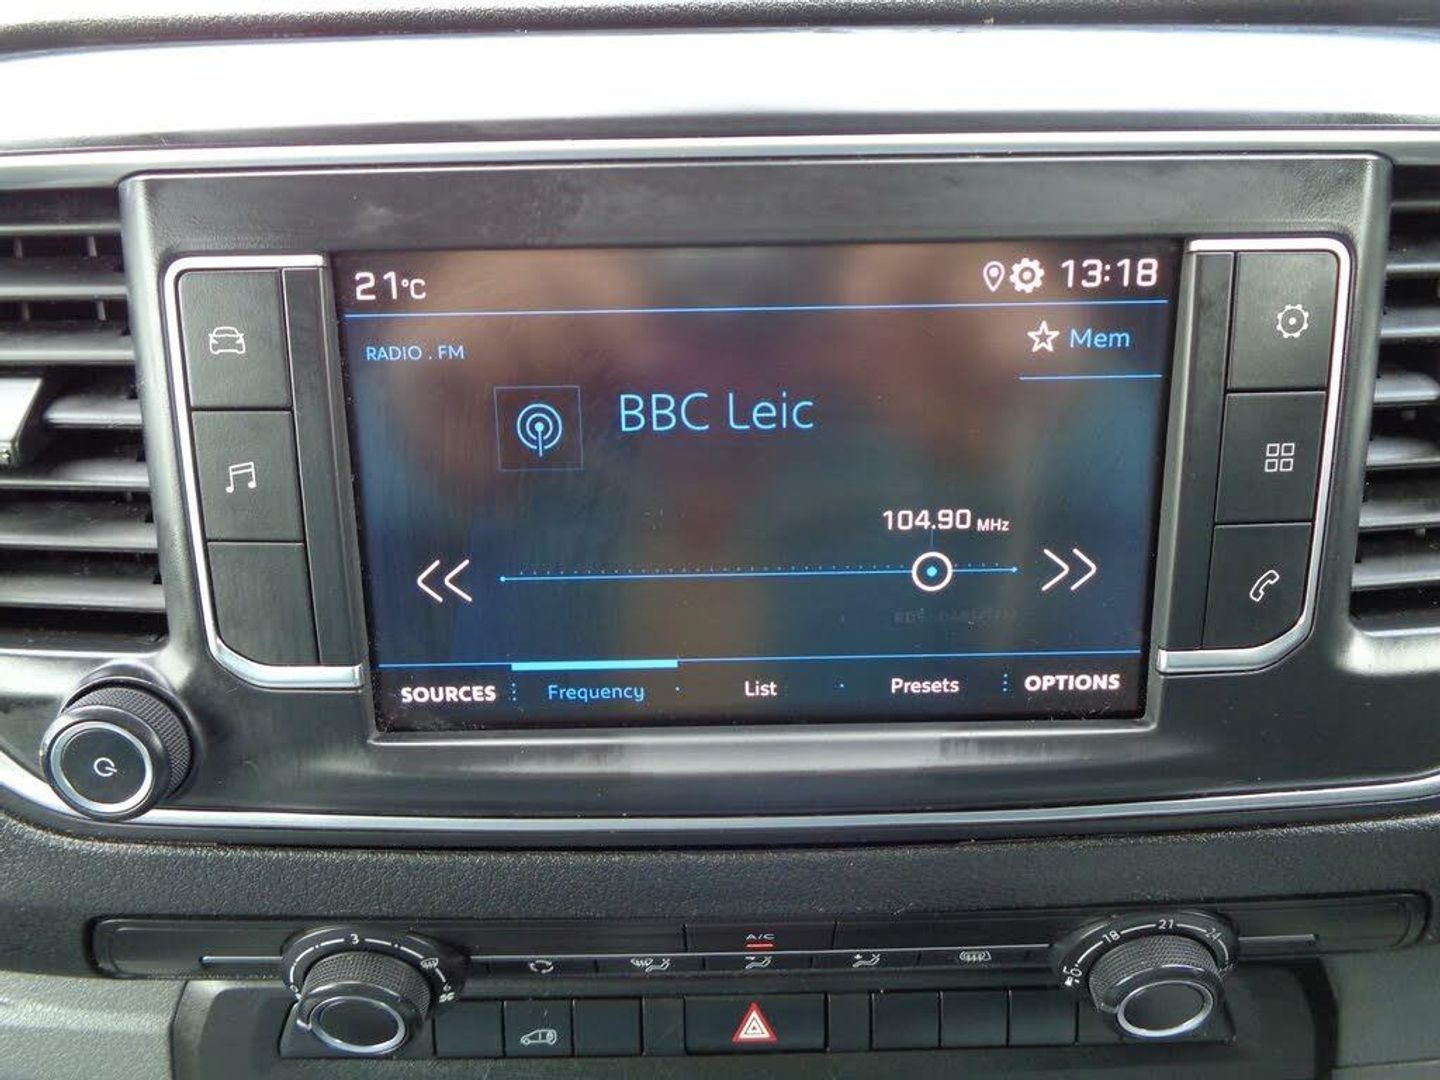 21°C 13:18
RADIO . FM
Mem
BBC Leic
104.90 MHz
SOURCES Frequency List Presets OPTIONS
A/C
3
18 21 24